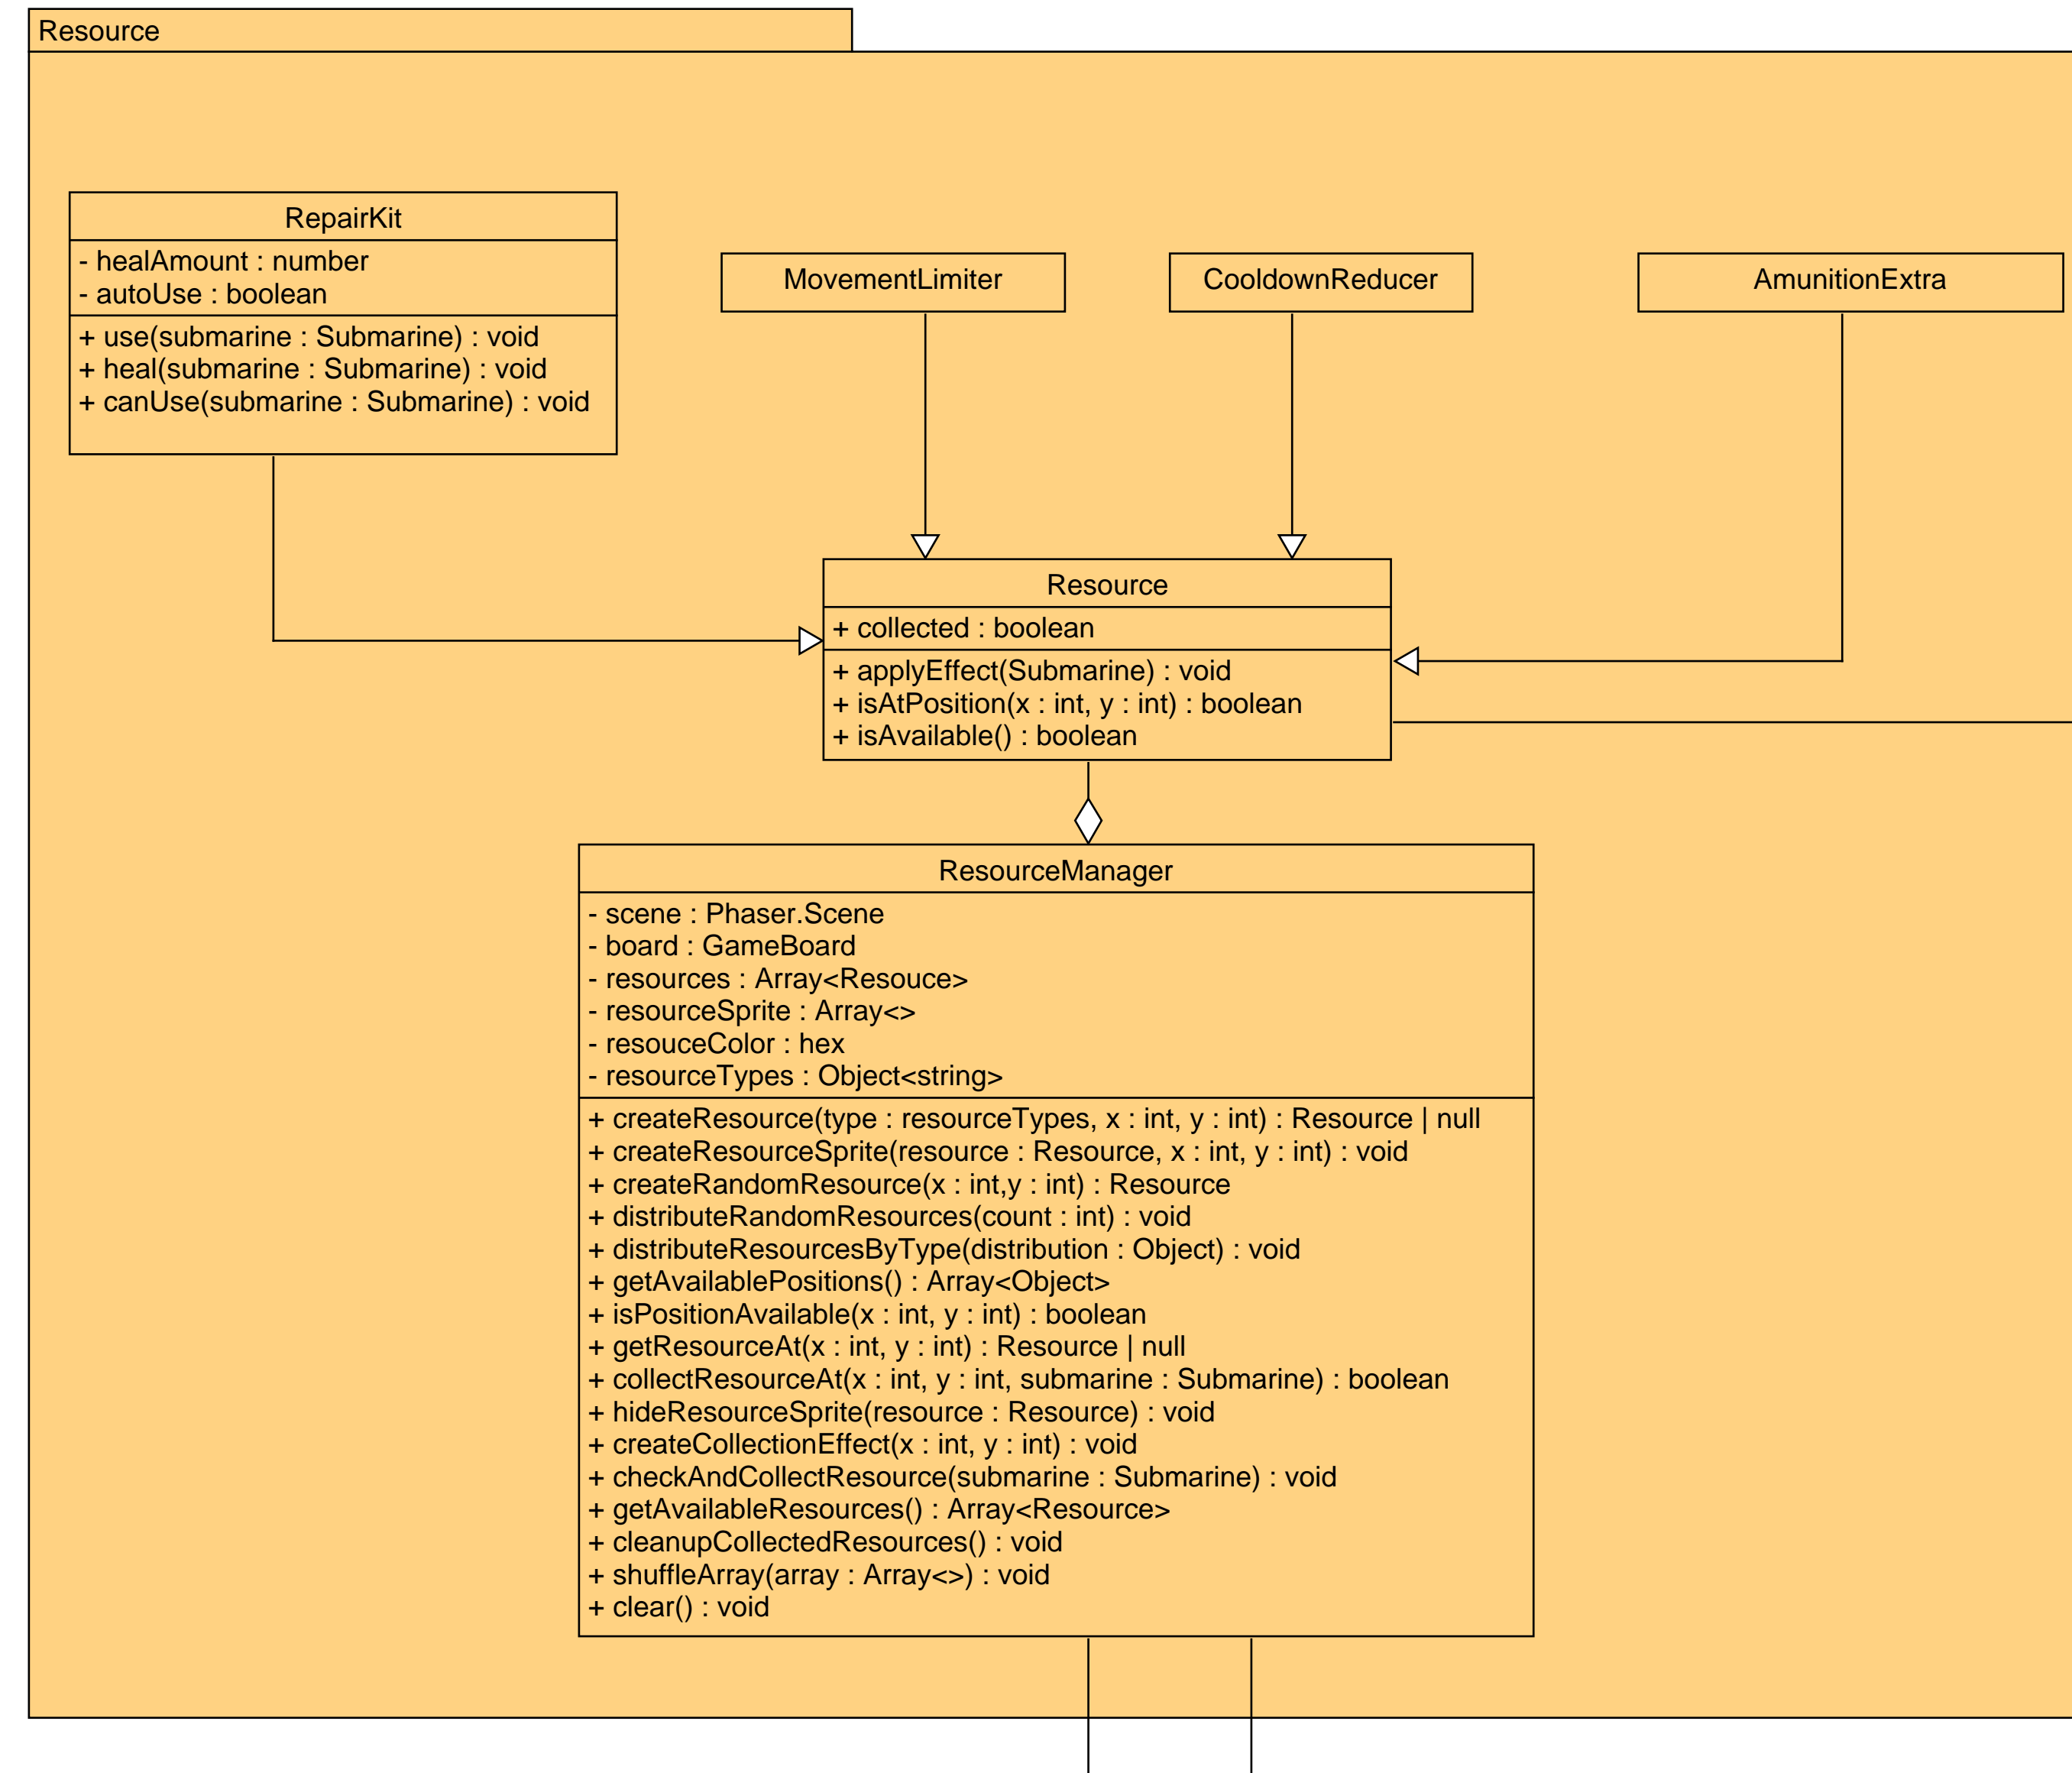 Resource
RepairKit
- healAmount : number
- autoUse : boolean
+ use(submarine : Submarine) : void
+ heal(submarine : Submarine) : void
+ canUse(submarine : Submarine) : void
MovementLimiter
CooldownReducer
AmunitionExtra
Resource
+ collected : boolean
+ applyEffect(Submarine) : void
+ isAtPosition(x : int, y : int) : boolean
+ isAvailable() : boolean
ResourceManager
- scene : Phaser.Scene
- board : GameBoard
- resources : Array<Resouce>
- resourceSprite : Array<>
- resouceColor : hex
- resourceTypes : Object<string>
+ createResource(type : resourceTypes, x : int, y : int) : Resource | null
+ createResourceSprite(resource : Resource, x : int, y : int) : void
+ createRandomResource(x : int,y : int) : Resource
+ distributeRandomResources(count : int) : void
+ distributeResourcesByType(distribution : Object) : void
+ getAvailablePositions() : Array<Object>
+ isPositionAvailable(x : int, y : int) : boolean
+ getResourceAt(x : int, y : int) : Resource | null
+ collectResourceAt(x : int, y : int, submarine : Submarine) : boolean
+ hideResourceSprite(resource : Resource) : void
+ createCollectionEffect(x : int, y : int) : void
+ checkAndCollectResource(submarine : Submarine) : void
+ getAvailableResources() : Array<Resource>
+ cleanupCollectedResources() : void
+ shuffleArray(array : Array<>) : void
+ clear() : void